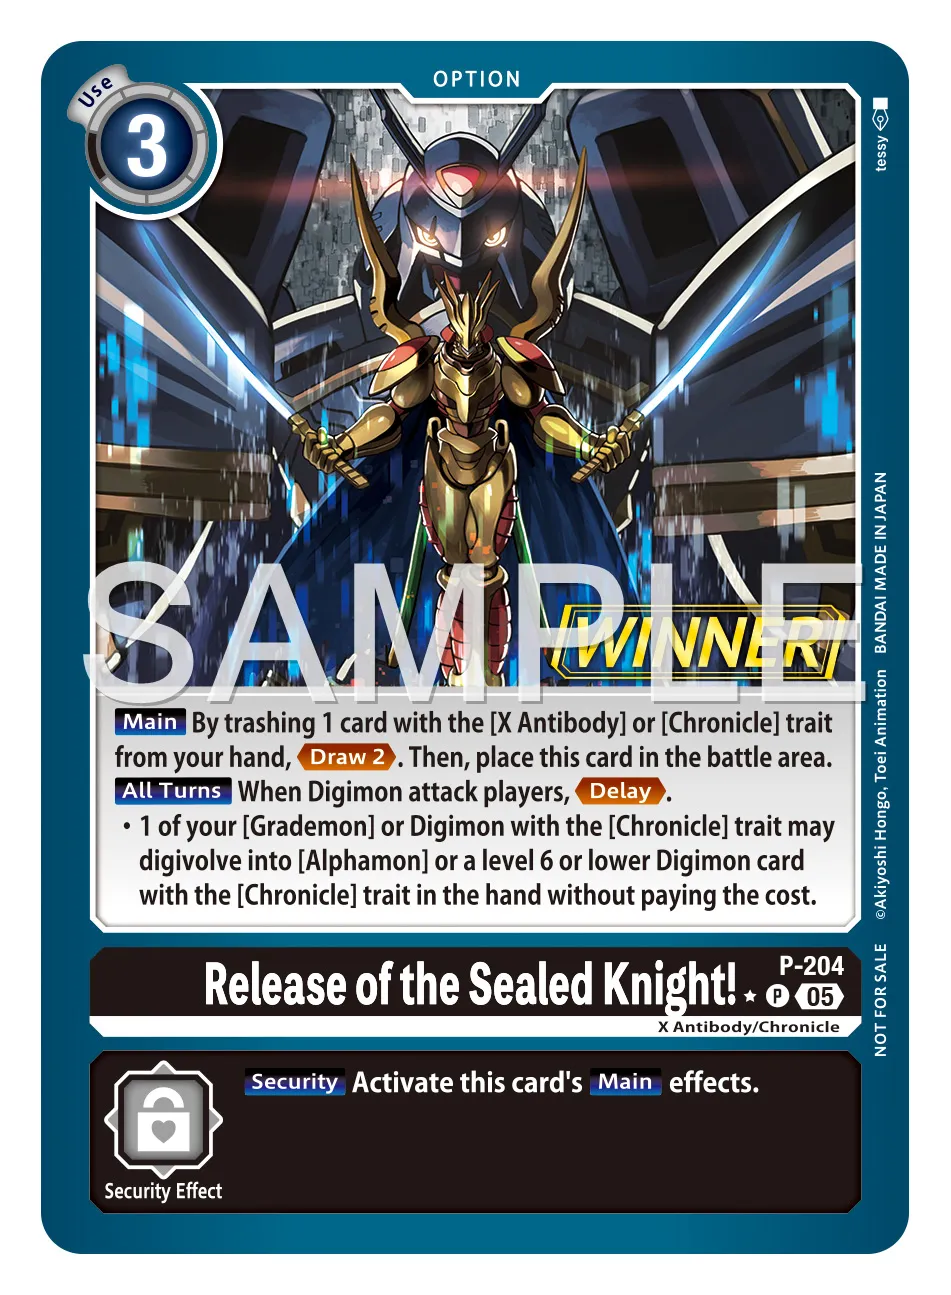 OPTION
Use
3
tessy
SAMPLE
WINNER
Main By trashing 1 card with the [X Antibody] or [Chronicle] trait
from your hand, Draw 2. Then, place this card in the battle area.
All Turns When Digimon attack players, Delay.
・1 of your [Grademon] or Digimon with the [Chronicle] trait may
digivolve into [Alphamon] or a level 6 or lower Digimon card
with the [Chronicle] trait in the hand without paying the cost.
©Akiyoshi Hongo, Toei Animation BANDAI MADE IN JAPAN
NOT FOR SALE
P-204
Release of the Sealed Knight! ★ P 05
X Antibody/Chronicle
Security Activate this card's Main effects.
Security Effect